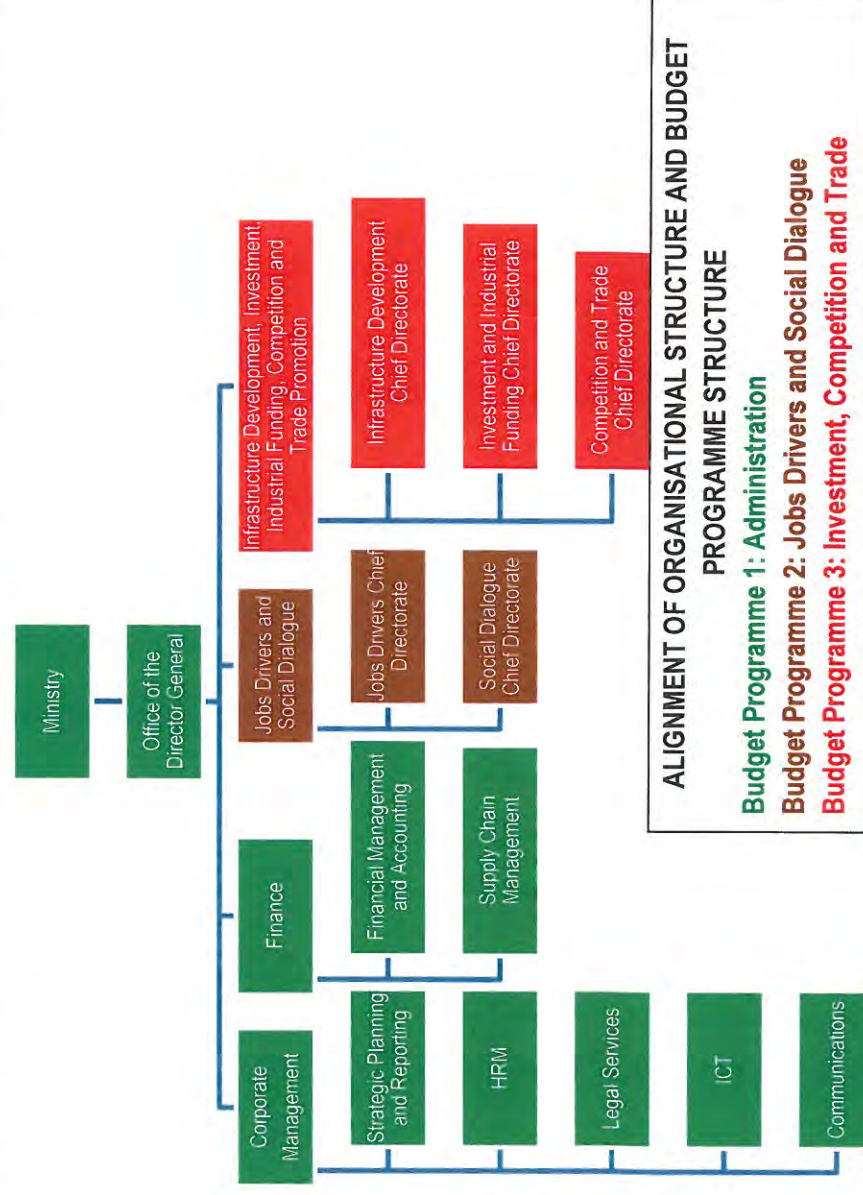 Ministry
Office of the
Director General
Corporate
Management
Strategic Planning
and Reporting
HRM
Legal Services
ICT
Communications
Finance
Financial Management
and Accounting
Supply Chain
Management
Jobs Drivers and
Social Dialogue
Jobs Drivers Chief
Directorate
Social Dialogue
Chief Directorate
Infrastructure Development, Investment,
Industrial Funding, Competition and
Trade Promotion
Infrastructure Development
Chief Directorate
Investment and Industrial
Funding Chief Directorate
Competition and Trade
Chief Directorate
ALIGNMENT OF ORGANISATIONAL STRUCTURE AND BUDGET
PROGRAMME STRUCTURE
Budget Programme 1: Administration
Budget Programme 2: Jobs Drivers and Social Dialogue
Budget Programme 3: Investment, Competition and Trade